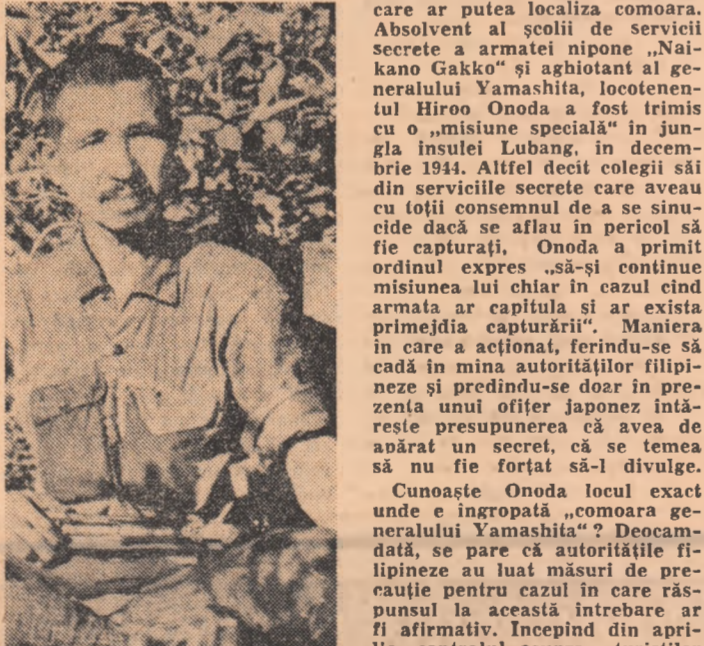 care ar putea localiza comoara.
Absolvent al școlii de servicii
secrete a armatei nipone „Nai-
kano Gakko“ și aghiotant al ge-
neralului Yamashita, locotenen-
tul Hiroo Onoda a fost trimis
cu o „misiune specială“ în jun-
gla insulei Lubang, în decem-
brie 1944. Altfel decît colegii săi
din serviciile secrete care aveau
cu toții consemnul de a se sinu-
cide dacă se aflau în pericol să
fie capturați, Onoda a primit
ordinul expres „să-și continue
misiunea lui chiar în cazul cînd
armata ar capitula și ar exista
primejdia capturării“. Maniera
în care a acționat, ferindu-se să
cadă în mîna autorităților filipi-
neze și predîndu-se doar în pre-
zența unui ofițer japonez întă-
rește presupunerea că avea de
apărat un secret, că se temea
să nu fie forțat să-l divulge.
Cunoaște Onoda locul exact
unde e îngropată „comoara ge-
neralului Yamashita“ ? Deocam-
dată, se pare că autoritățile fi-
lipineze au luat măsuri de pre-
cauție pentru cazul în care răs-
punsul la această întrebare ar
fi afirmativ. Începînd din apri-